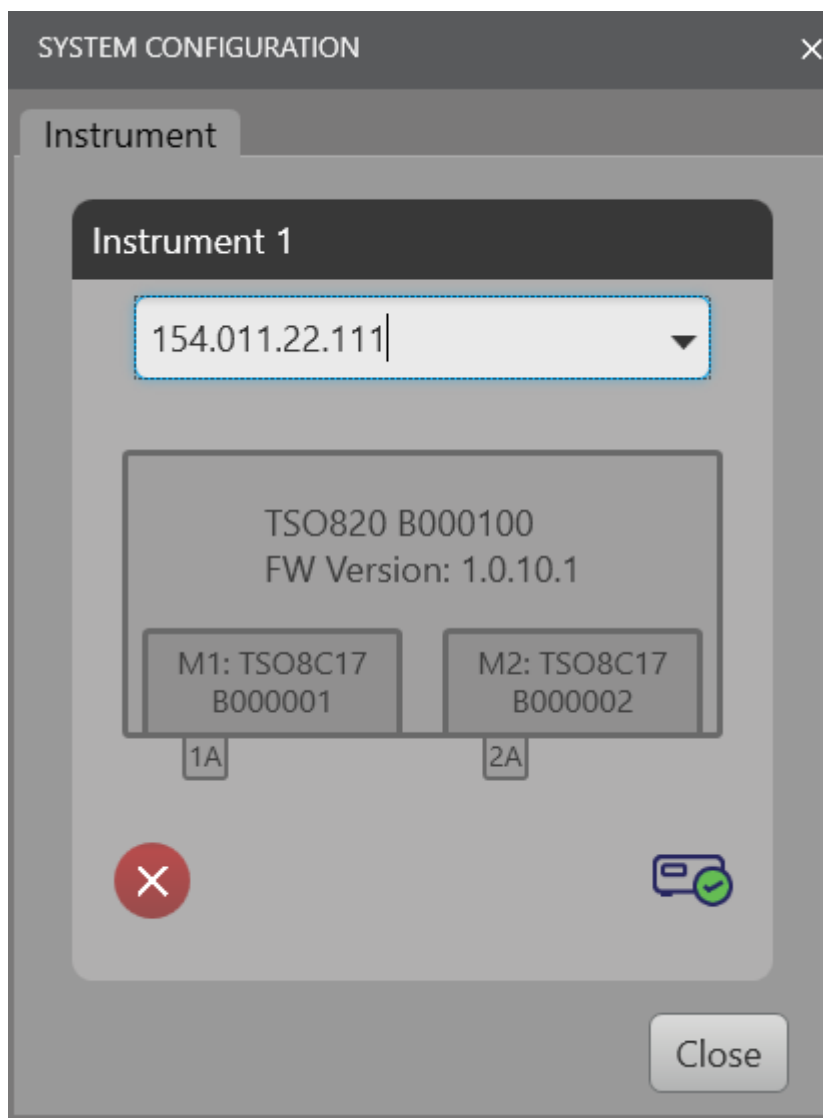 SYSTEM CONFIGURATION
Instrument
Instrument 1
154.011.22.111
TSO820 B000100
FW Version: 1.0.10.1
M1: TSO8C17
B000001
M2: TSO8C17
B000002
1A
2A
Close